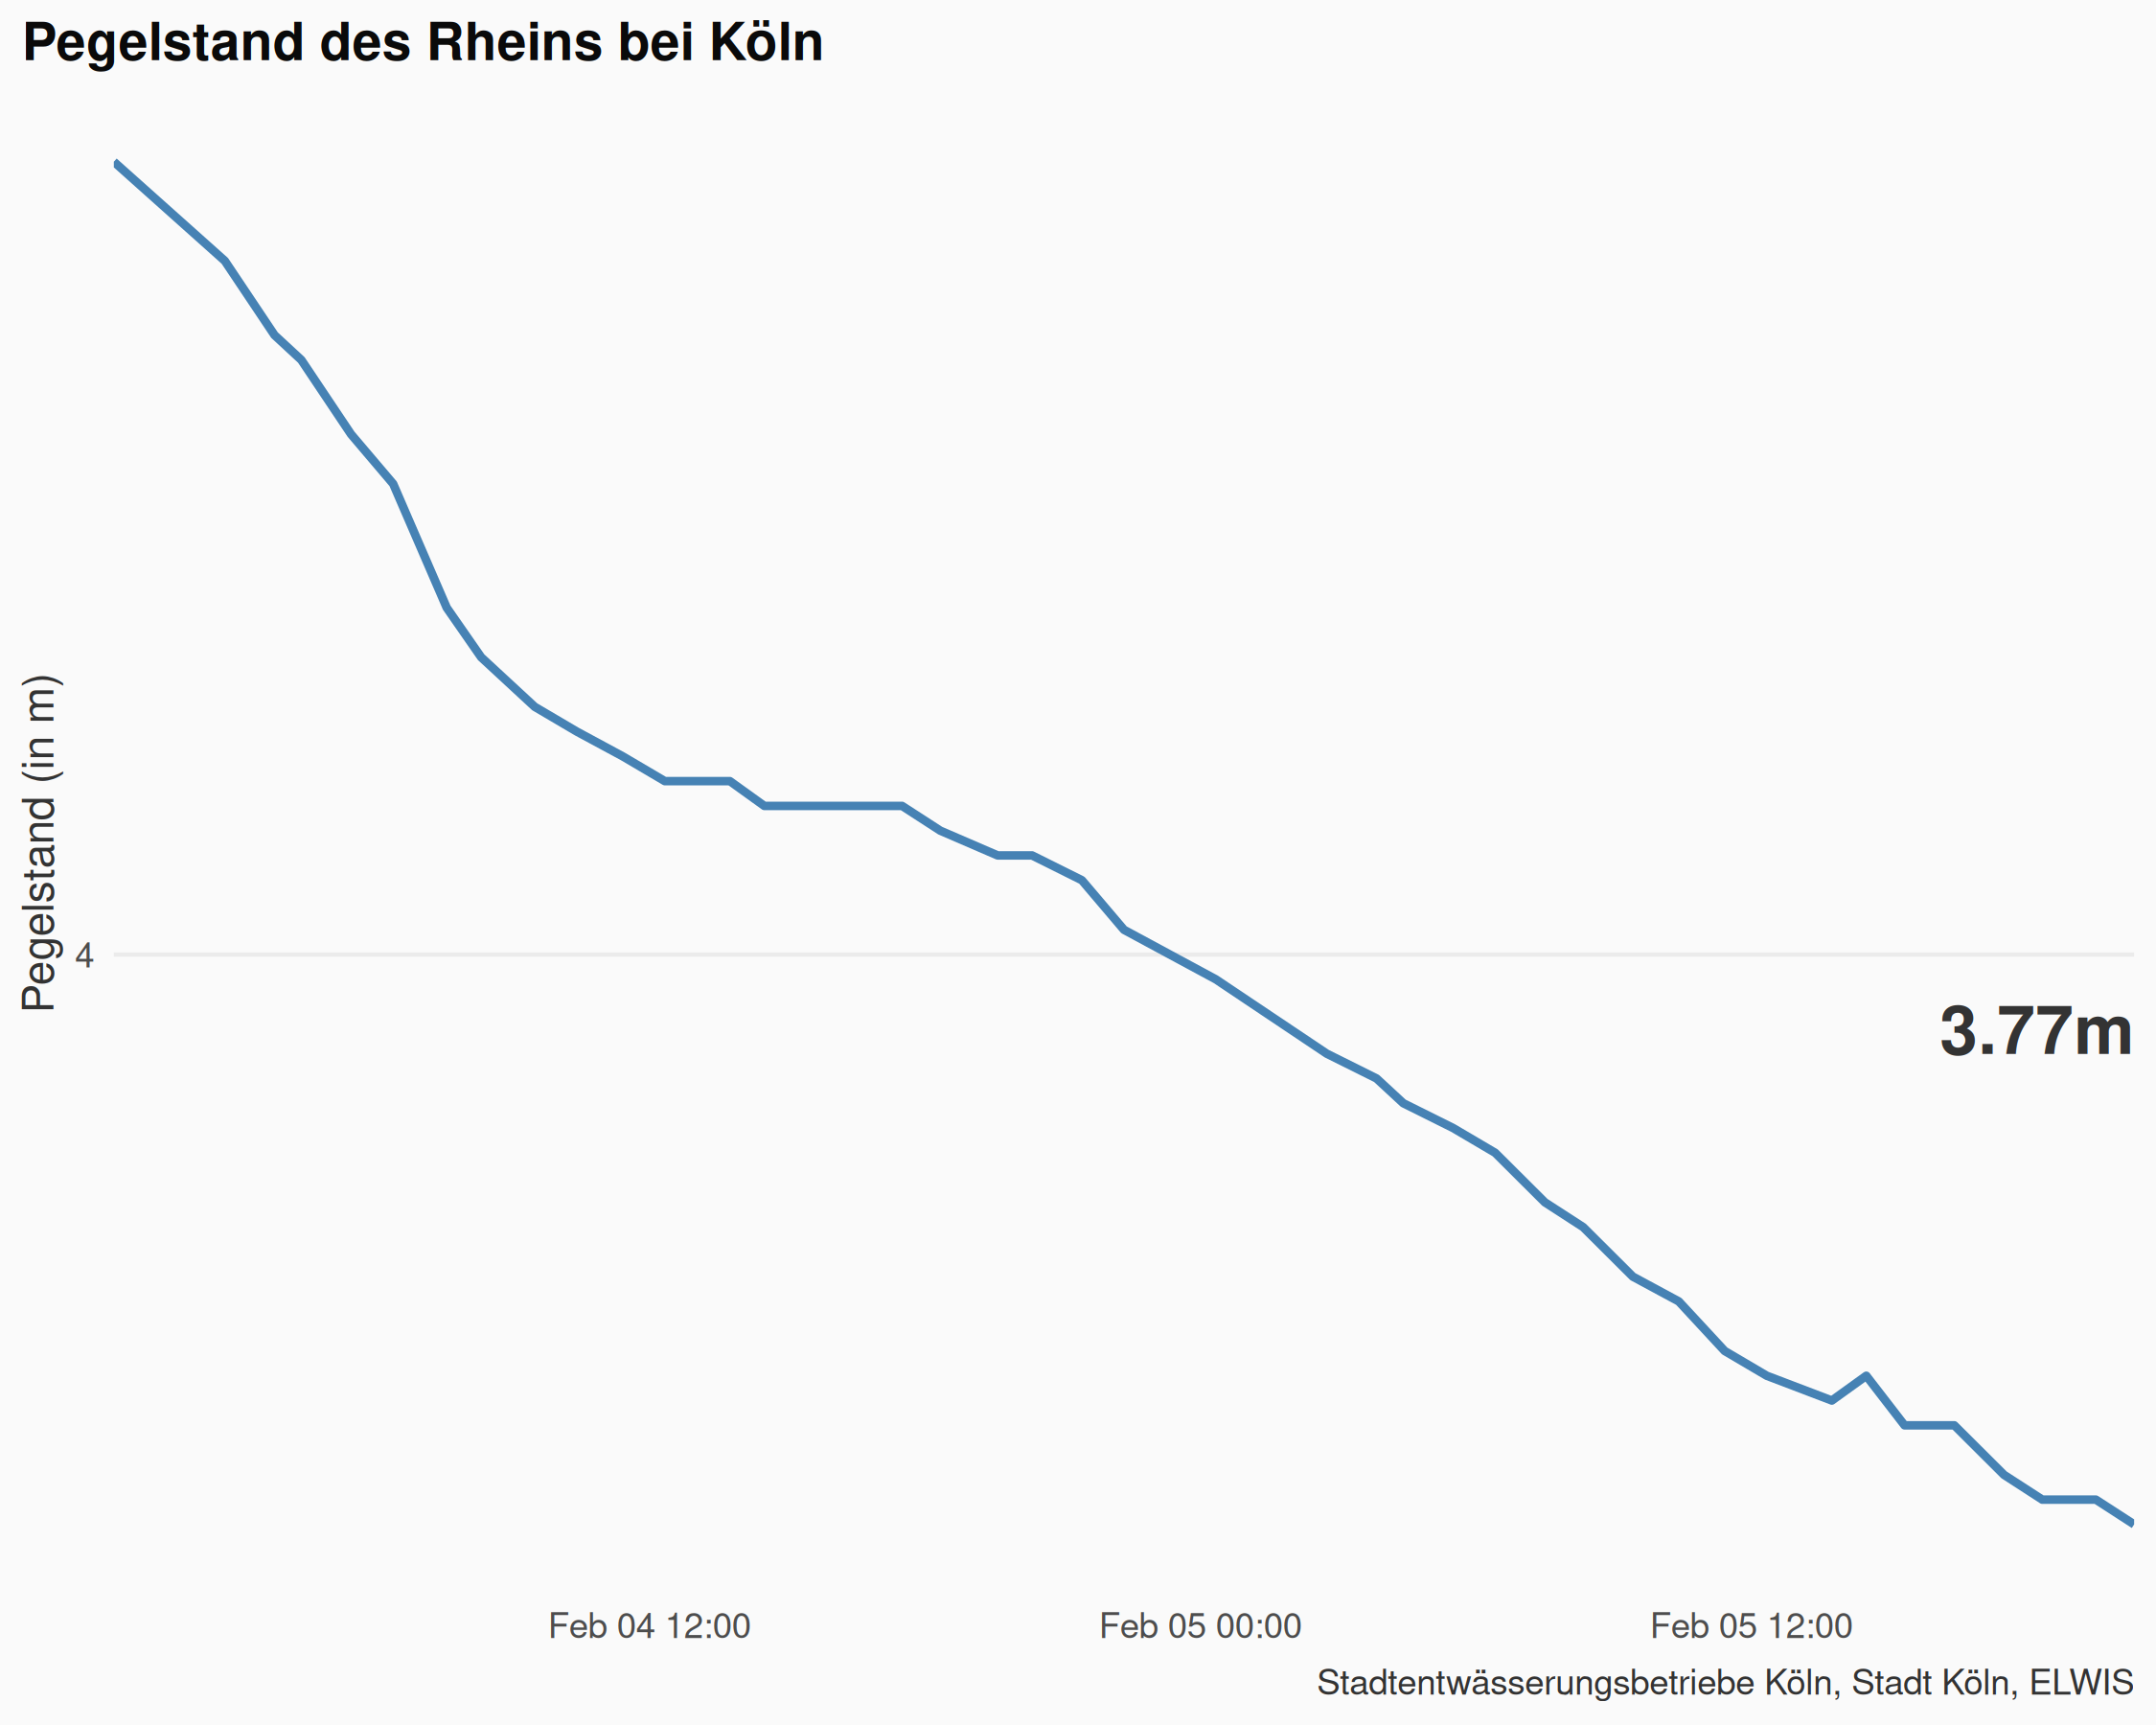 Pegelstand des Rheins bei Köln
Pegelstand (in m)
4
3.77m
Feb 04 12:00
Feb 05 00:00
Feb 05 12:00
Stadtentwässerungsbetriebe Köln, Stadt Köln, ELWIS